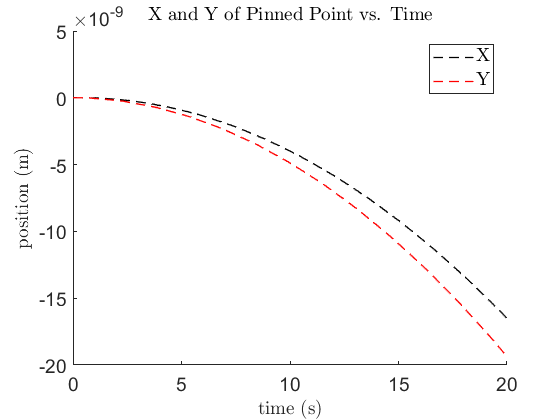 ×10-9
X and Y of Pinned Point vs. Time
5
0
-5
-10
-15
-20
position (m)
X
Y
0
5
10
15
20
time (s)